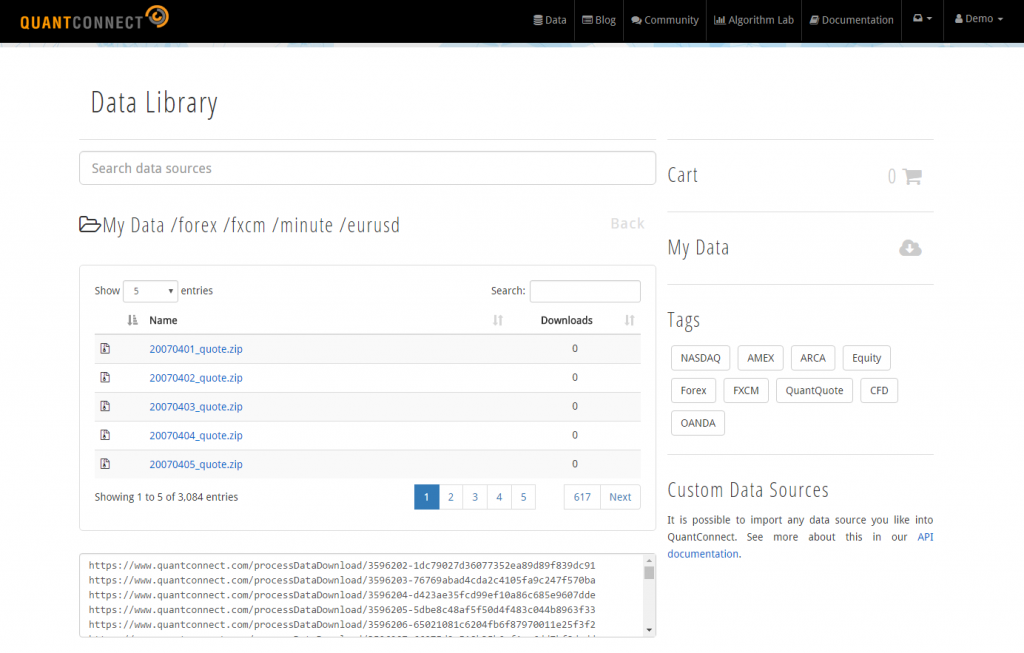 QUANTCONNECT
Data
Blog
Community
Algorithm Lab
Documentation
Demo
Data Library
Search data sources
My Data /forex /fxcm /minute /eurusd
Back
Show 5 entries
Search:
Name
Downloads
20070401_quote.zip 0
20070402_quote.zip 0
20070403_quote.zip 0
20070404_quote.zip 0
20070405_quote.zip 0
Showing 1 to 5 of 3,084 entries
1 2 3 4 5 617 Next
https://www.quantconnect.com/processDataDownload/3596202-1dc79027d36077352ea89d89f839dc91
https://www.quantconnect.com/processDataDownload/3596203-76769abad4cda2c4105fa9c247f570ba
https://www.quantconnect.com/processDataDownload/3596204-d423ae35fcd99ef10a86c685e9607dde
https://www.quantconnect.com/processDataDownload/3596205-5dbe8c48af5f50d4f483c044b8963f33
https://www.quantconnect.com/processDataDownload/3596206-65021081c6204fb6f87970011e25f3f2
Cart 0
My Data
Tags
NASDAQ AMEX ARCA Equity
Forex FXCM QuantQuote CFD
OANDA
Custom Data Sources
It is possible to import any data source you like into
QuantConnect. See more about this in our API
documentation.